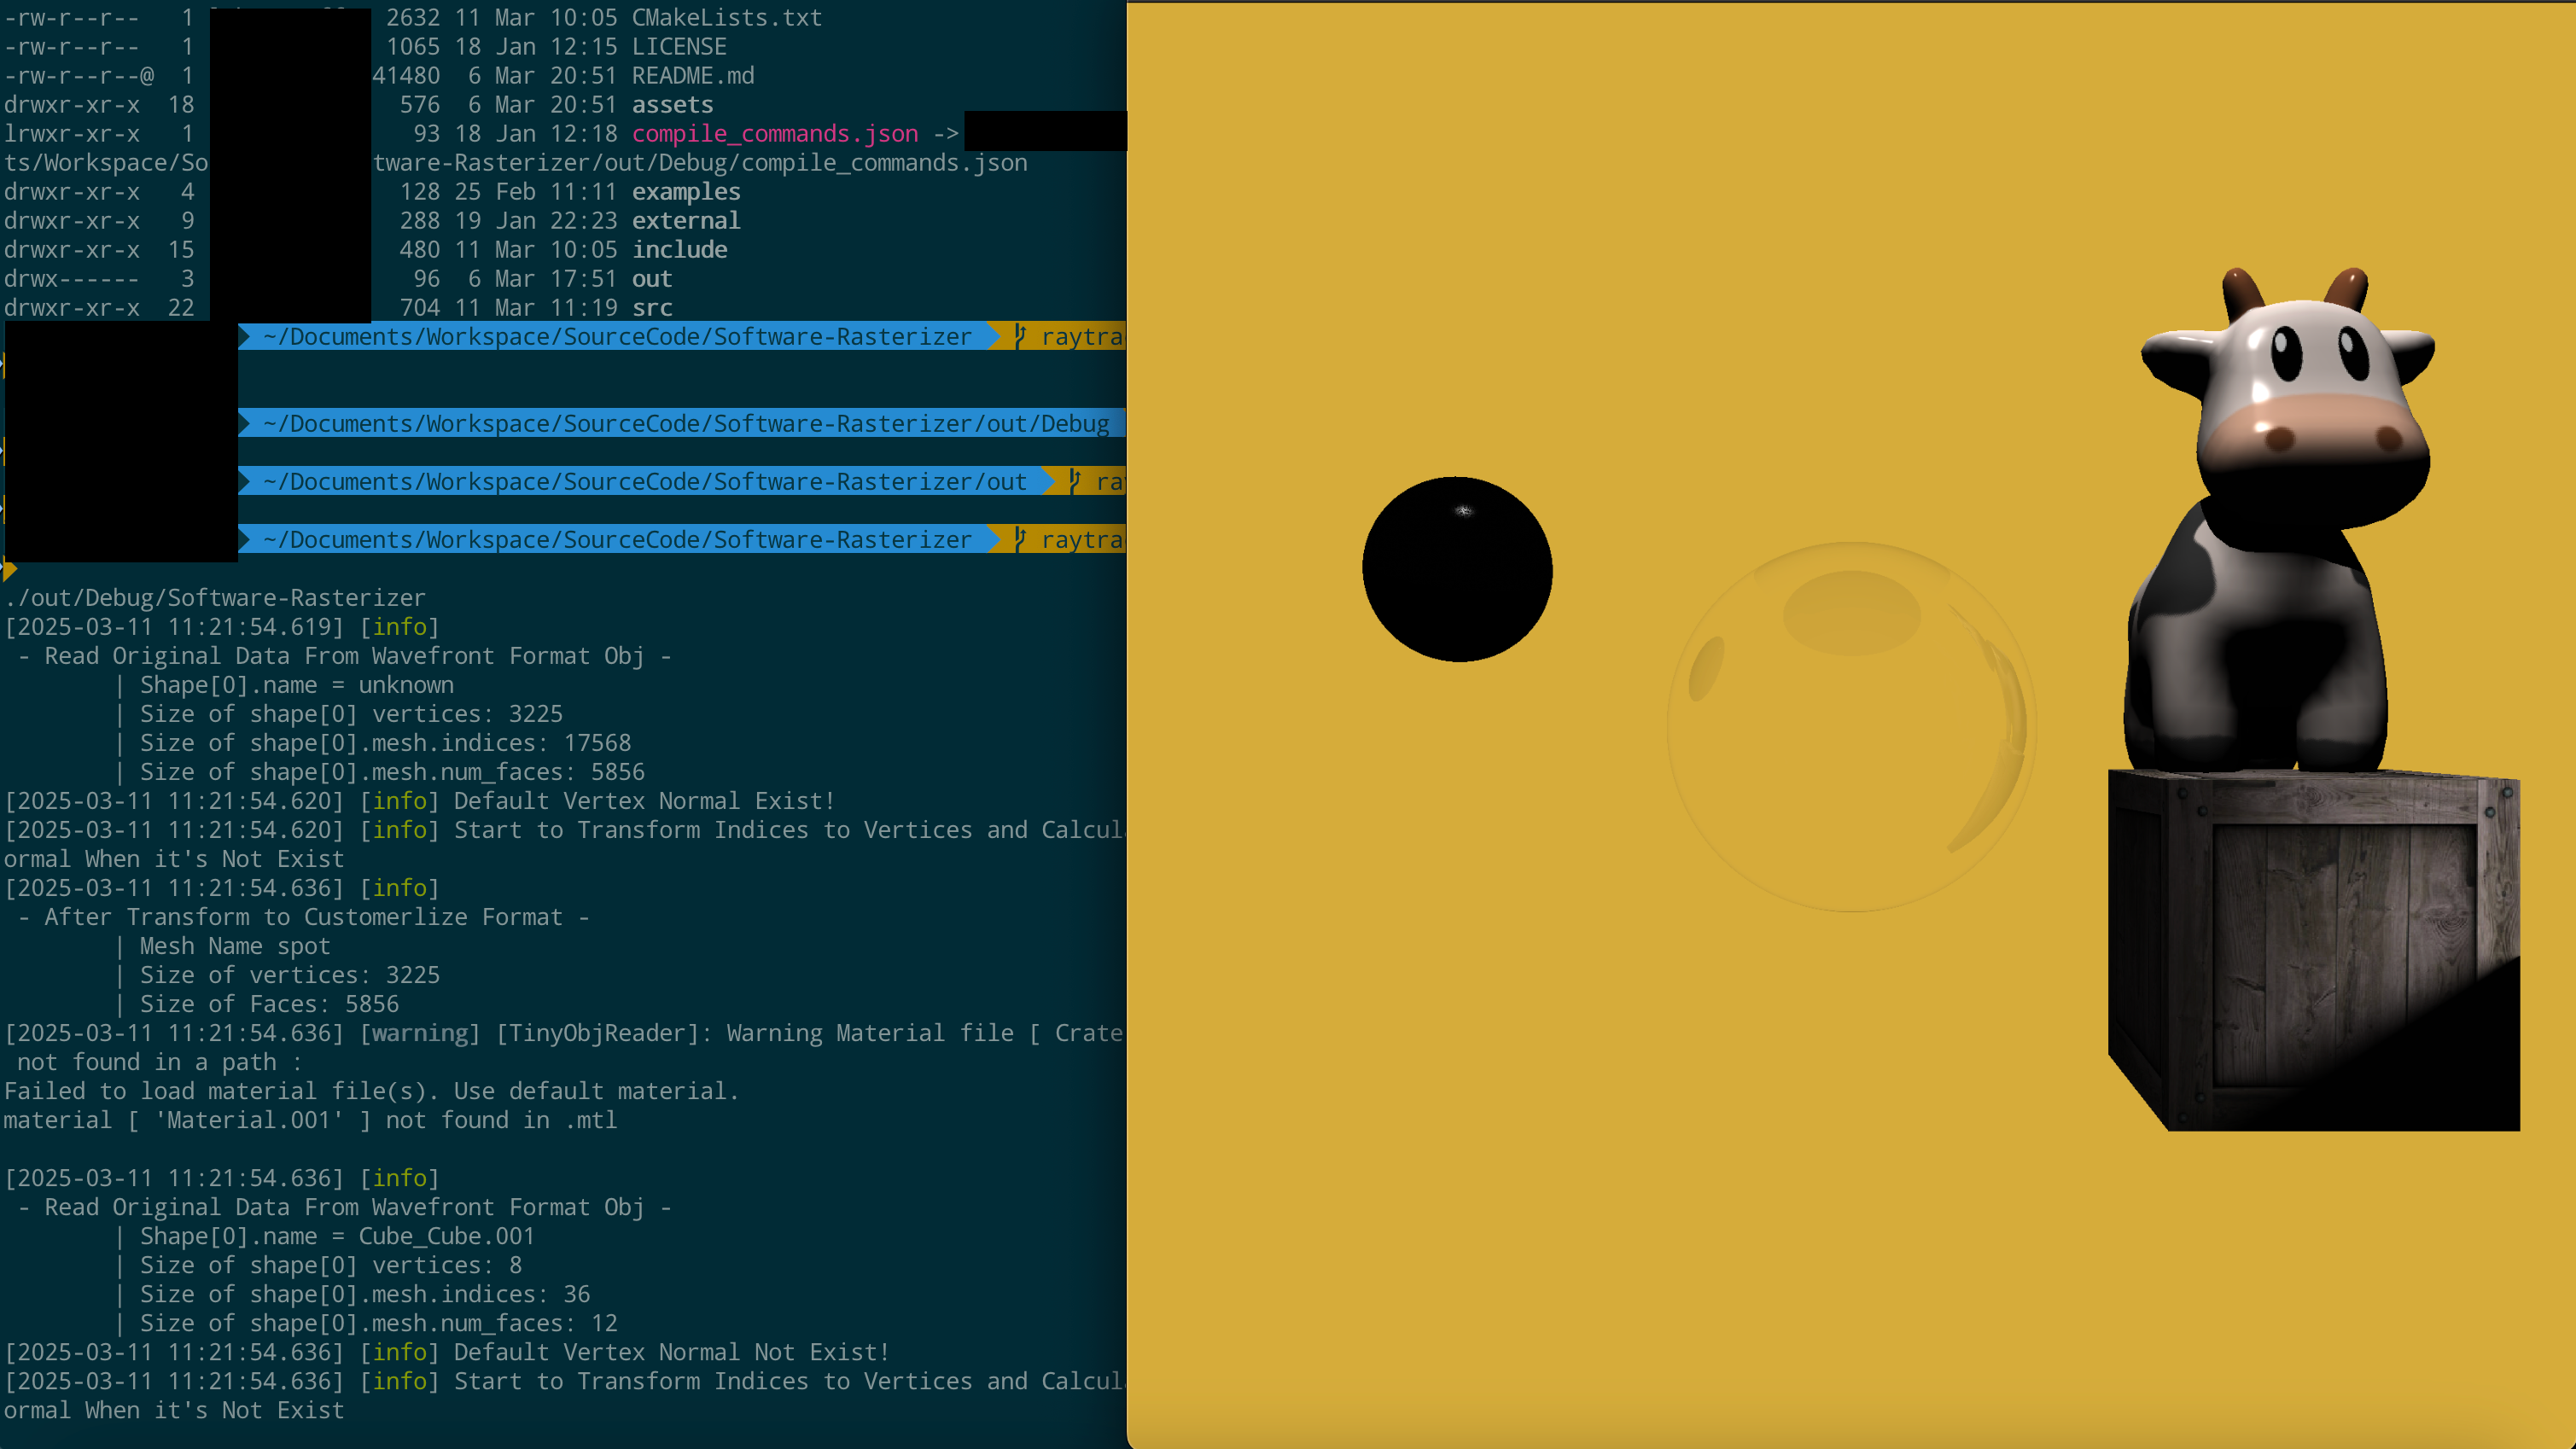 -rw-r--r-- 1 2632 11 Mar 10:05 CMakeLists.txt
-rw-r--r-- 1 1065 18 Jan 12:15 LICENSE
-rw-r--r--@ 1 41480 6 Mar 20:51 README.md
drwxr-xr-x 18 576 6 Mar 20:51 assets
lrwxr-xr-x 1 93 18 Jan 12:18 compile_commands.json ->
ts/Workspace/So tware-Rasterizer/out/Debug/compile_commands.json
drwxr-xr-x 4 128 25 Feb 11:11 examples
drwxr-xr-x 9 288 19 Jan 22:23 external
drwxr-xr-x 15 480 11 Mar 10:05 include
drwx------ 3 96 6 Mar 17:51 out
drwxr-xr-x 22 704 11 Mar 11:19 src
~/Documents/Workspace/SourceCode/Software-Rasterizer raytra
~/Documents/Workspace/SourceCode/Software-Rasterizer/out/Debug
~/Documents/Workspace/SourceCode/Software-Rasterizer/out ra
~/Documents/Workspace/SourceCode/Software-Rasterizer raytra
./out/Debug/Software-Rasterizer
[2025-03-11 11:21:54.619] [info]
- Read Original Data From Wavefront Format Obj -
| Shape[0].name = unknown
| Size of shape[0] vertices: 3225
| Size of shape[0].mesh.indices: 17568
| Size of shape[0].mesh.num_faces: 5856
[2025-03-11 11:21:54.620] [info] Default Vertex Normal Exist!
[2025-03-11 11:21:54.620] [info] Start to Transform Indices to Vertices and Calcul
ormal When it's Not Exist
[2025-03-11 11:21:54.636] [info]
- After Transform to Customerlize Format -
| Mesh Name spot
| Size of vertices: 3225
| Size of Faces: 5856
[2025-03-11 11:21:54.636] [warning] [TinyObjReader]: Warning Material file [ Crate
not found in a path :
Failed to load material file(s). Use default material.
material [ 'Material.001' ] not found in .mtl
[2025-03-11 11:21:54.636] [info]
- Read Original Data From Wavefront Format Obj -
| Shape[0].name = Cube_Cube.001
| Size of shape[0] vertices: 8
| Size of shape[0].mesh.indices: 36
| Size of shape[0].mesh.num_faces: 12
[2025-03-11 11:21:54.636] [info] Default Vertex Normal Not Exist!
[2025-03-11 11:21:54.636] [info] Start to Transform Indices to Vertices and Calcul
ormal When it's Not Exist